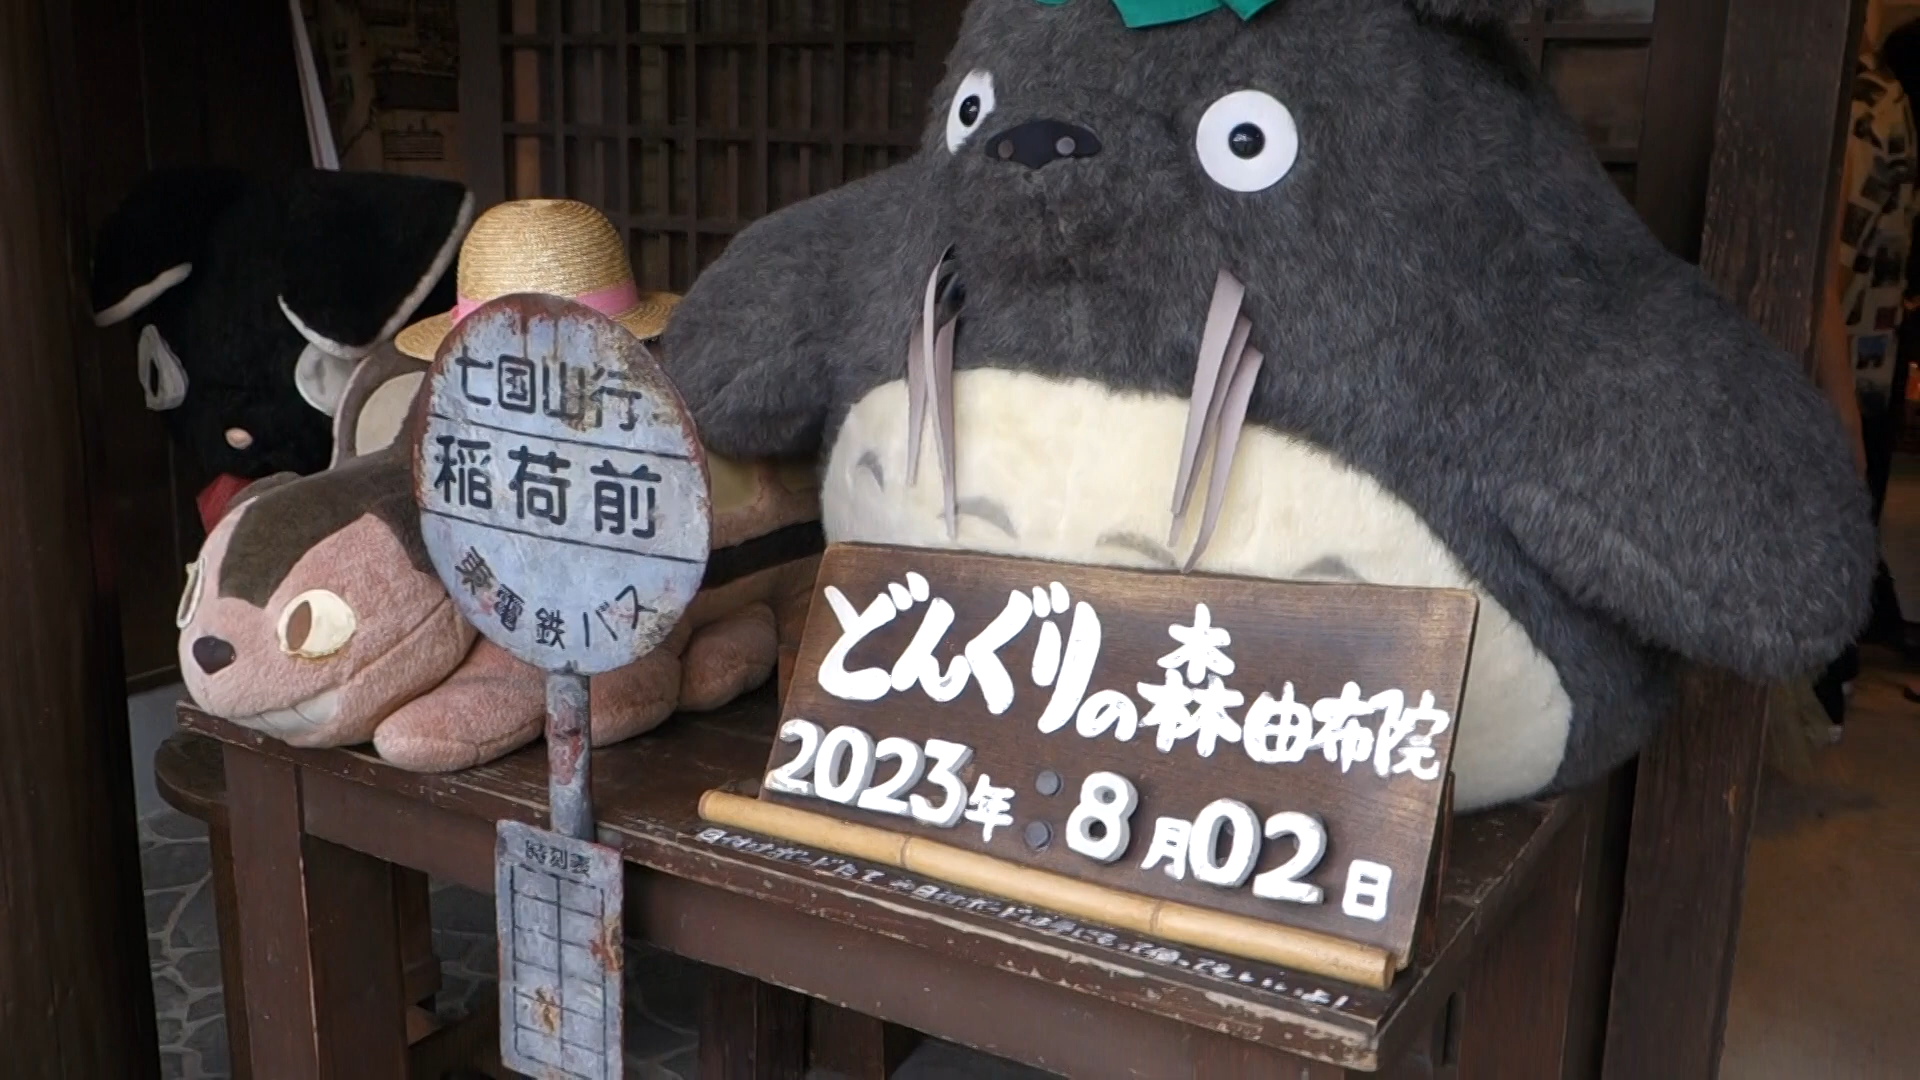 七国山行
稲荷前
東電鉄バス
時刻表
どんぐりの森 由布院
2023年:8月02日